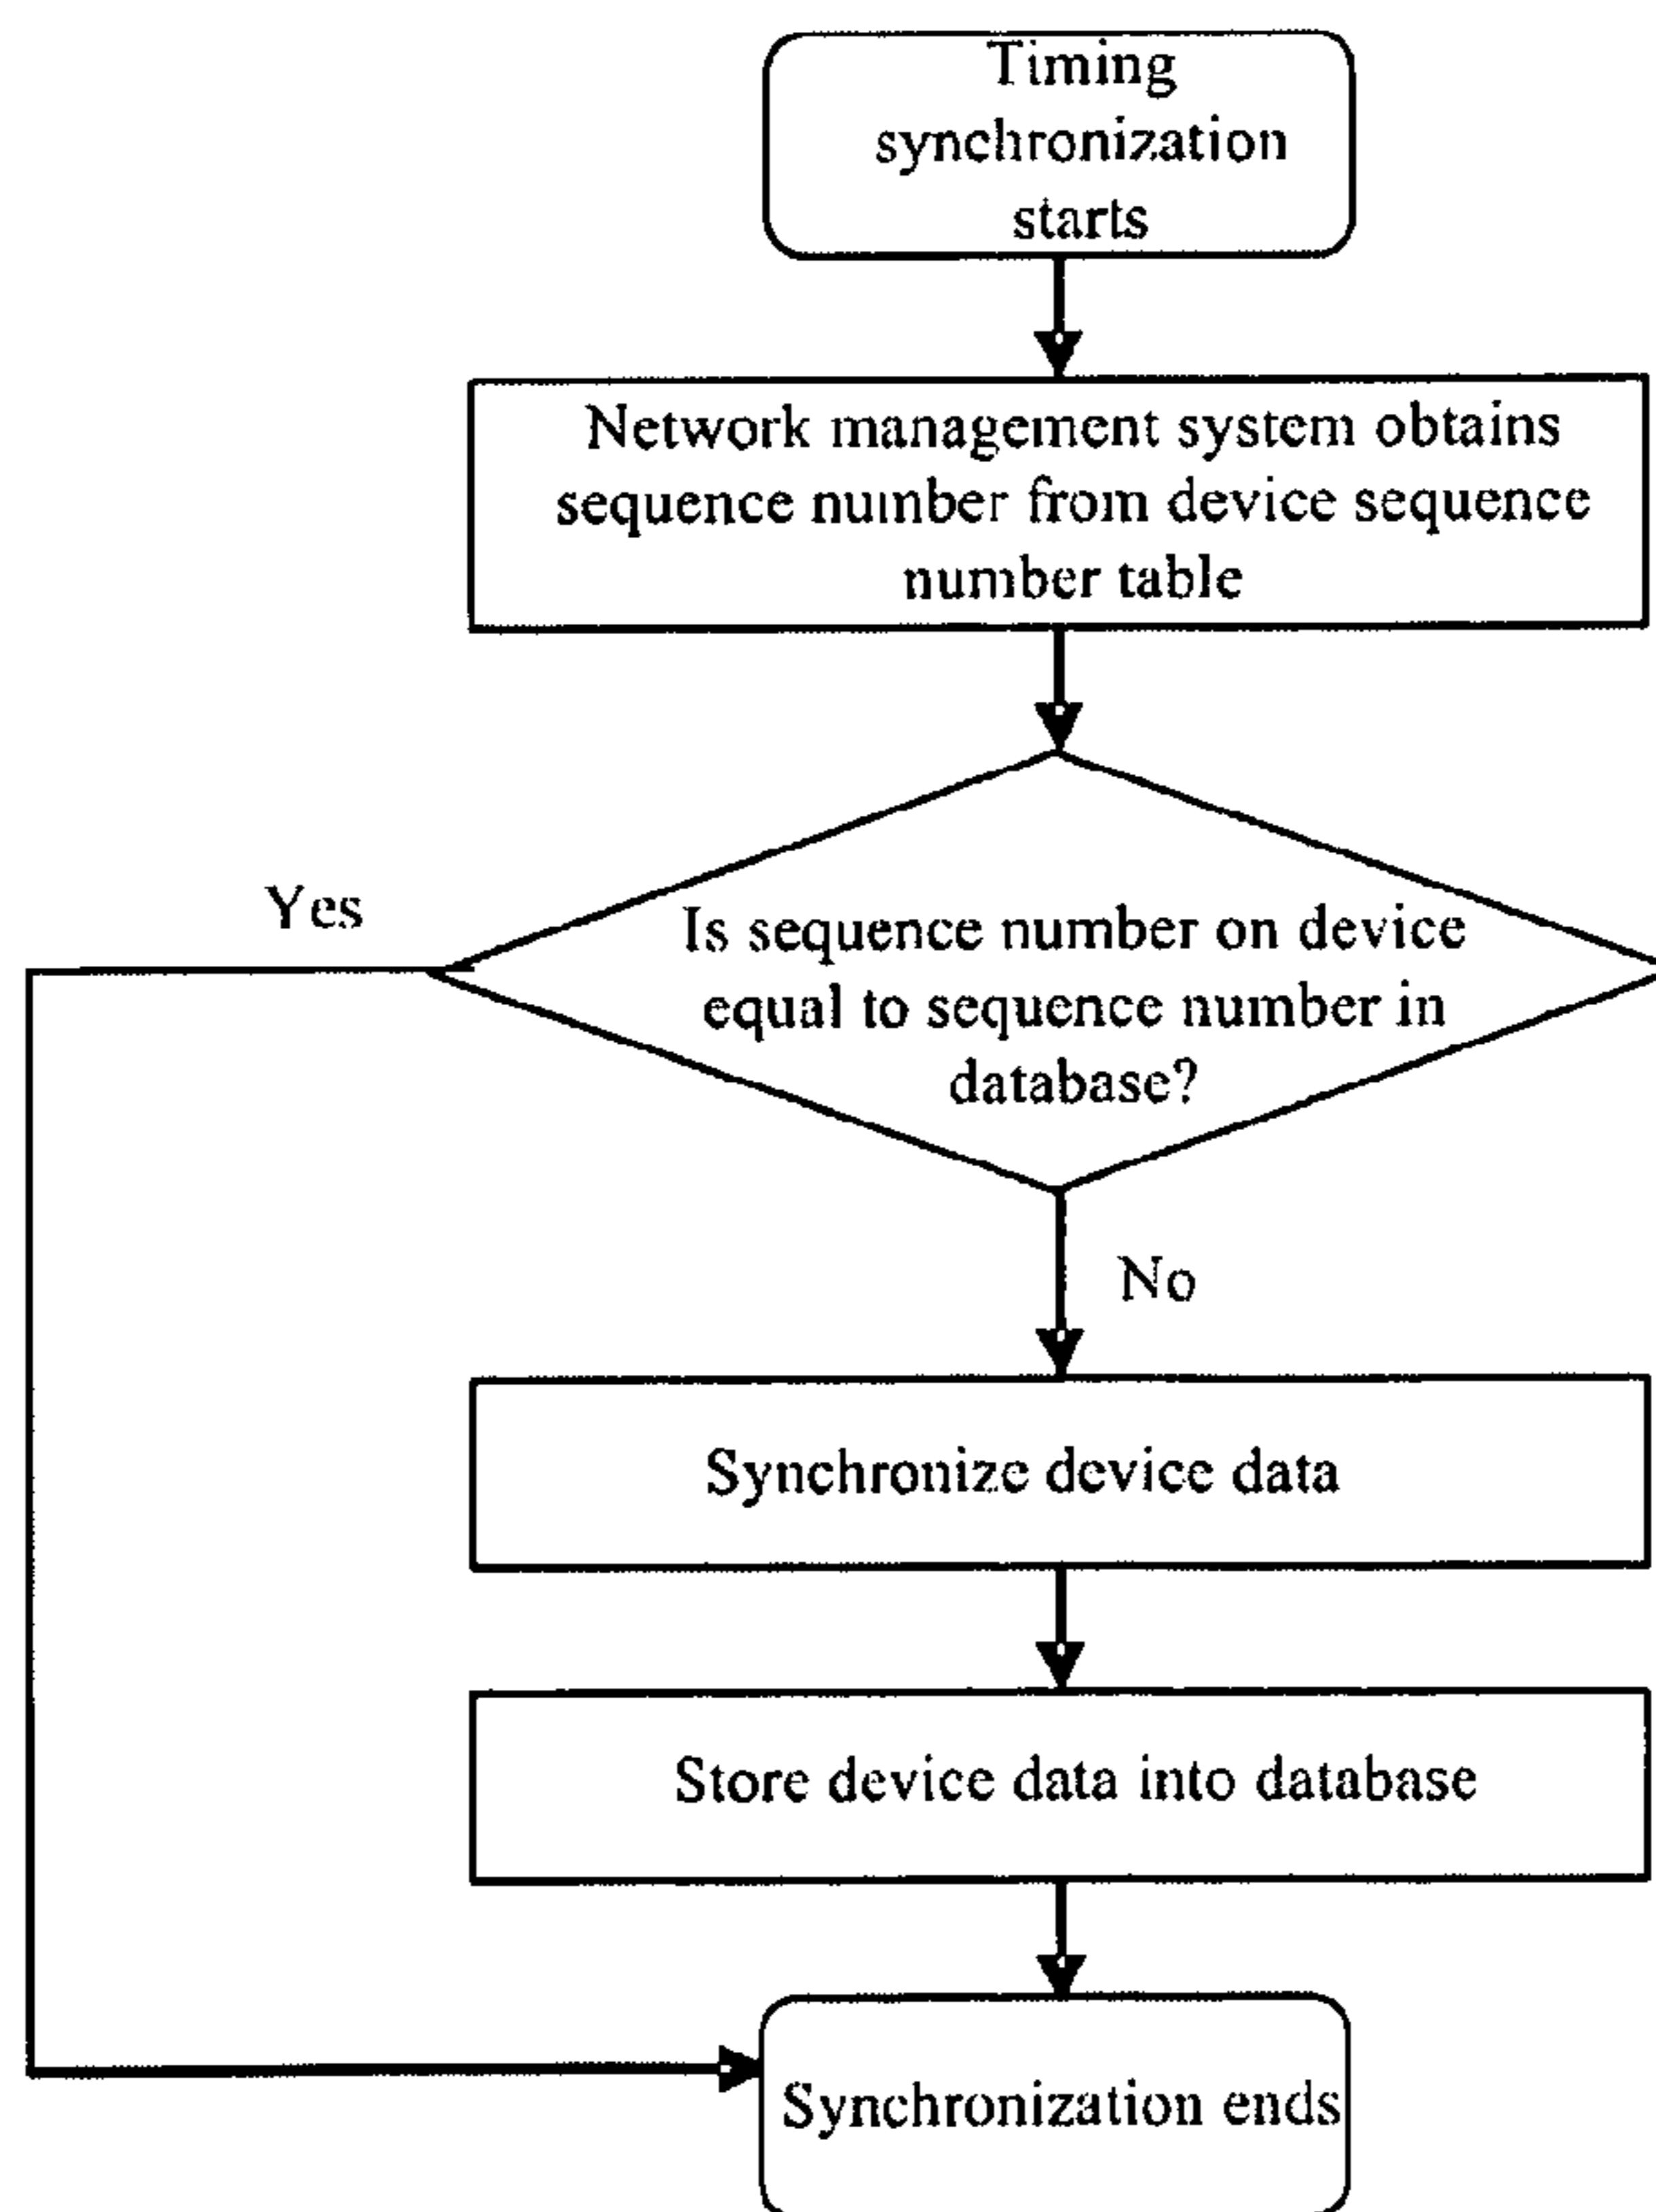 Timing
synchronization
starts
Network management system obtains
sequence number from device sequence
number table
Yes
Is sequence number on device
equal to sequence number in
database?
No
Synchronize device data
Store device data into database
Synchronization ends